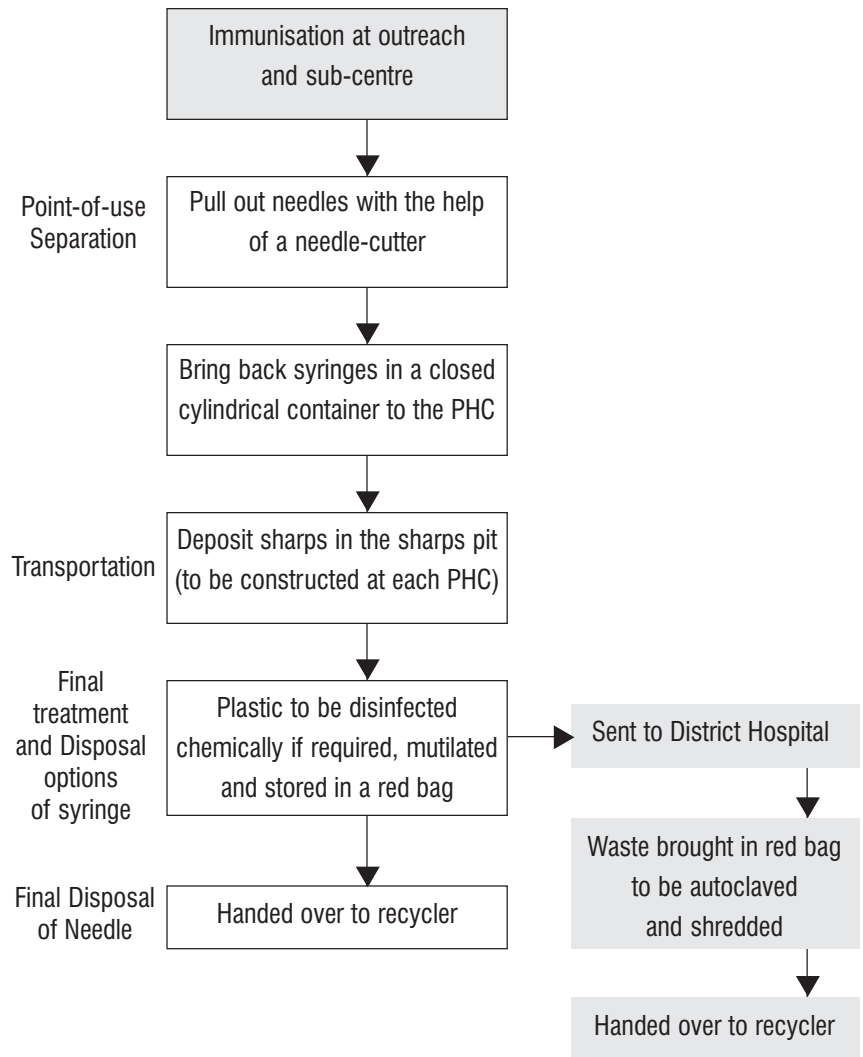 Immunisation at outreach
and sub-centre
Point-of-use
Separation
Pull out needles with the help
of a needle-cutter
Bring back syringes in a closed
cylindrical container to the PHC
Transportation
Deposit sharps in the sharps pit
(to be constructed at each PHC)
Final
treatment
and Disposal
options
of syringe
Plastic to be disinfected
chemically if required, mutilated
and stored in a red bag
Sent to District Hospital
Waste brought in red bag
to be autoclaved
and shredded
Final Disposal
of Needle
Handed over to recycler
Handed over to recycler